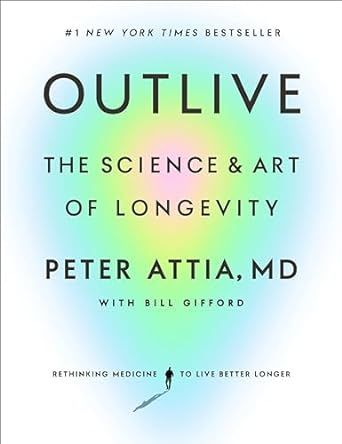 #1 NEW YORK TIMES BESTSELLER
OUTLIVE
THE SCIENCE & ART
OF LONGEVITY
PETER ATTIA, MD
WITH BILL GIFFORD
RETHINKING MEDICINE TO LIVE BETTER LONGER